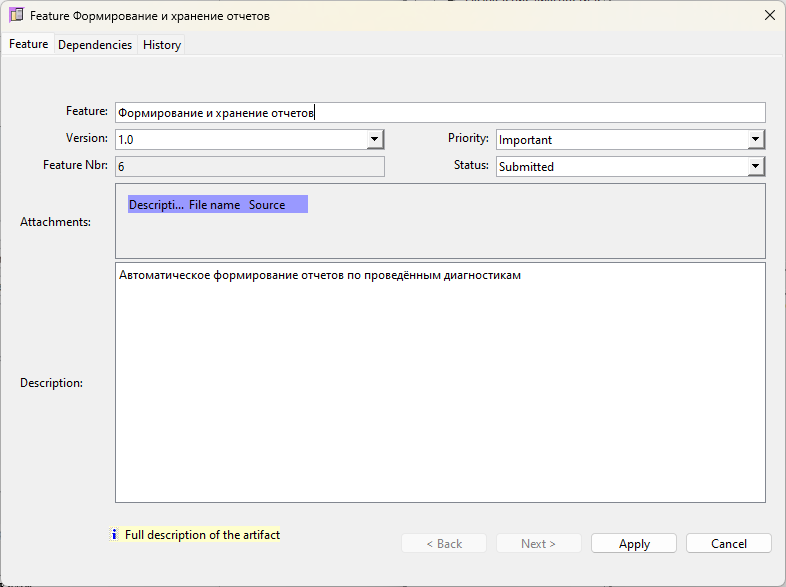 Feature Формирование и хранение отчетов
Feature Dependencies History
Feature: Формирование и хранение отчетов
Version: 1.0 Priority: Important
Feature Nbr: 6 Status: Submitted
Attachments: Descripti... File name Source
Description: Автоматическое формирование отчетов по проведённым диагностикам
Full description of the artifact
< Back Next > Apply Cancel